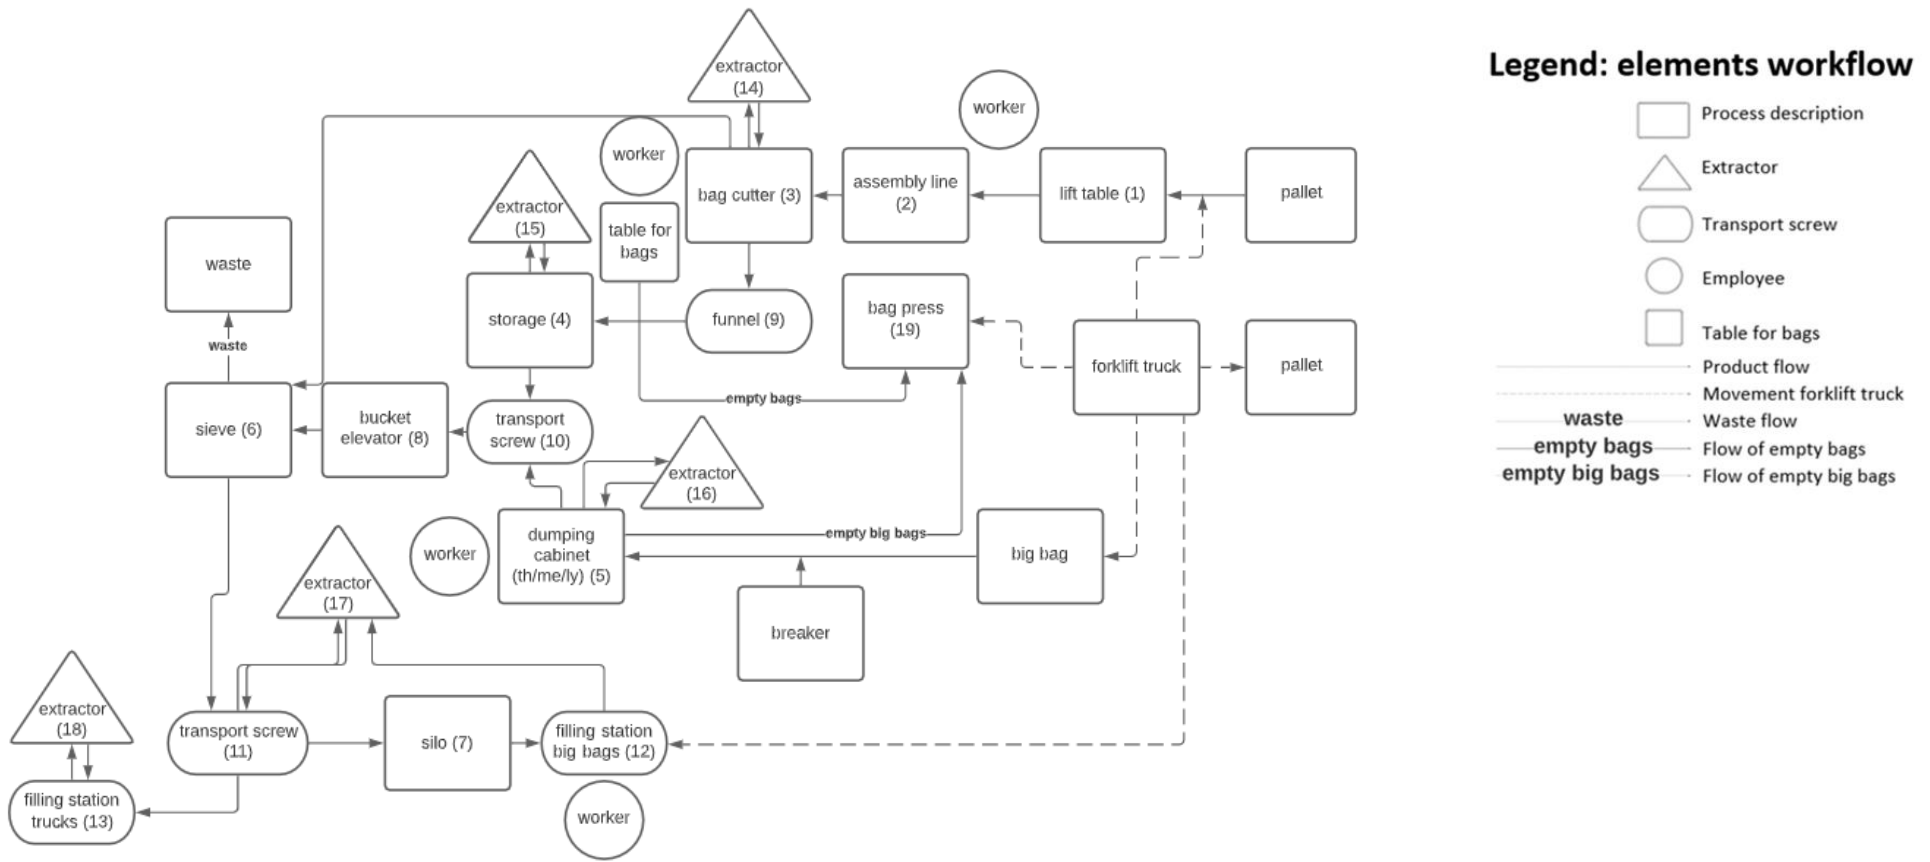 extractor
(14)
Legend: elements workflow
worker
Process description
worker
extractor
(15)
bag cutter (3)
assembly line
(2)
lift table (1)
pallet
Extractor
Transport screw
waste
table for
bags
Employee
storage (4)
funnel (9)
bag press
(19)
Table for bags
waste
forklift truck
pallet
Product flow
Movement forklift truck
waste
Waste flow
empty bags
Flow of empty bags
empty big bags
Flow of empty big bags
empty bags
sieve (6)
bucket
elevator (8)
transport
screw (10)
extractor
(16)
worker
dumping
cabinet
(th/me/ly) (5)
empty big bags
big bag
extractor
(17)
breaker
extractor
(18)
transport screw
(11)
silo (7)
filling station
big bags (12)
filling station
trucks (13)
worker